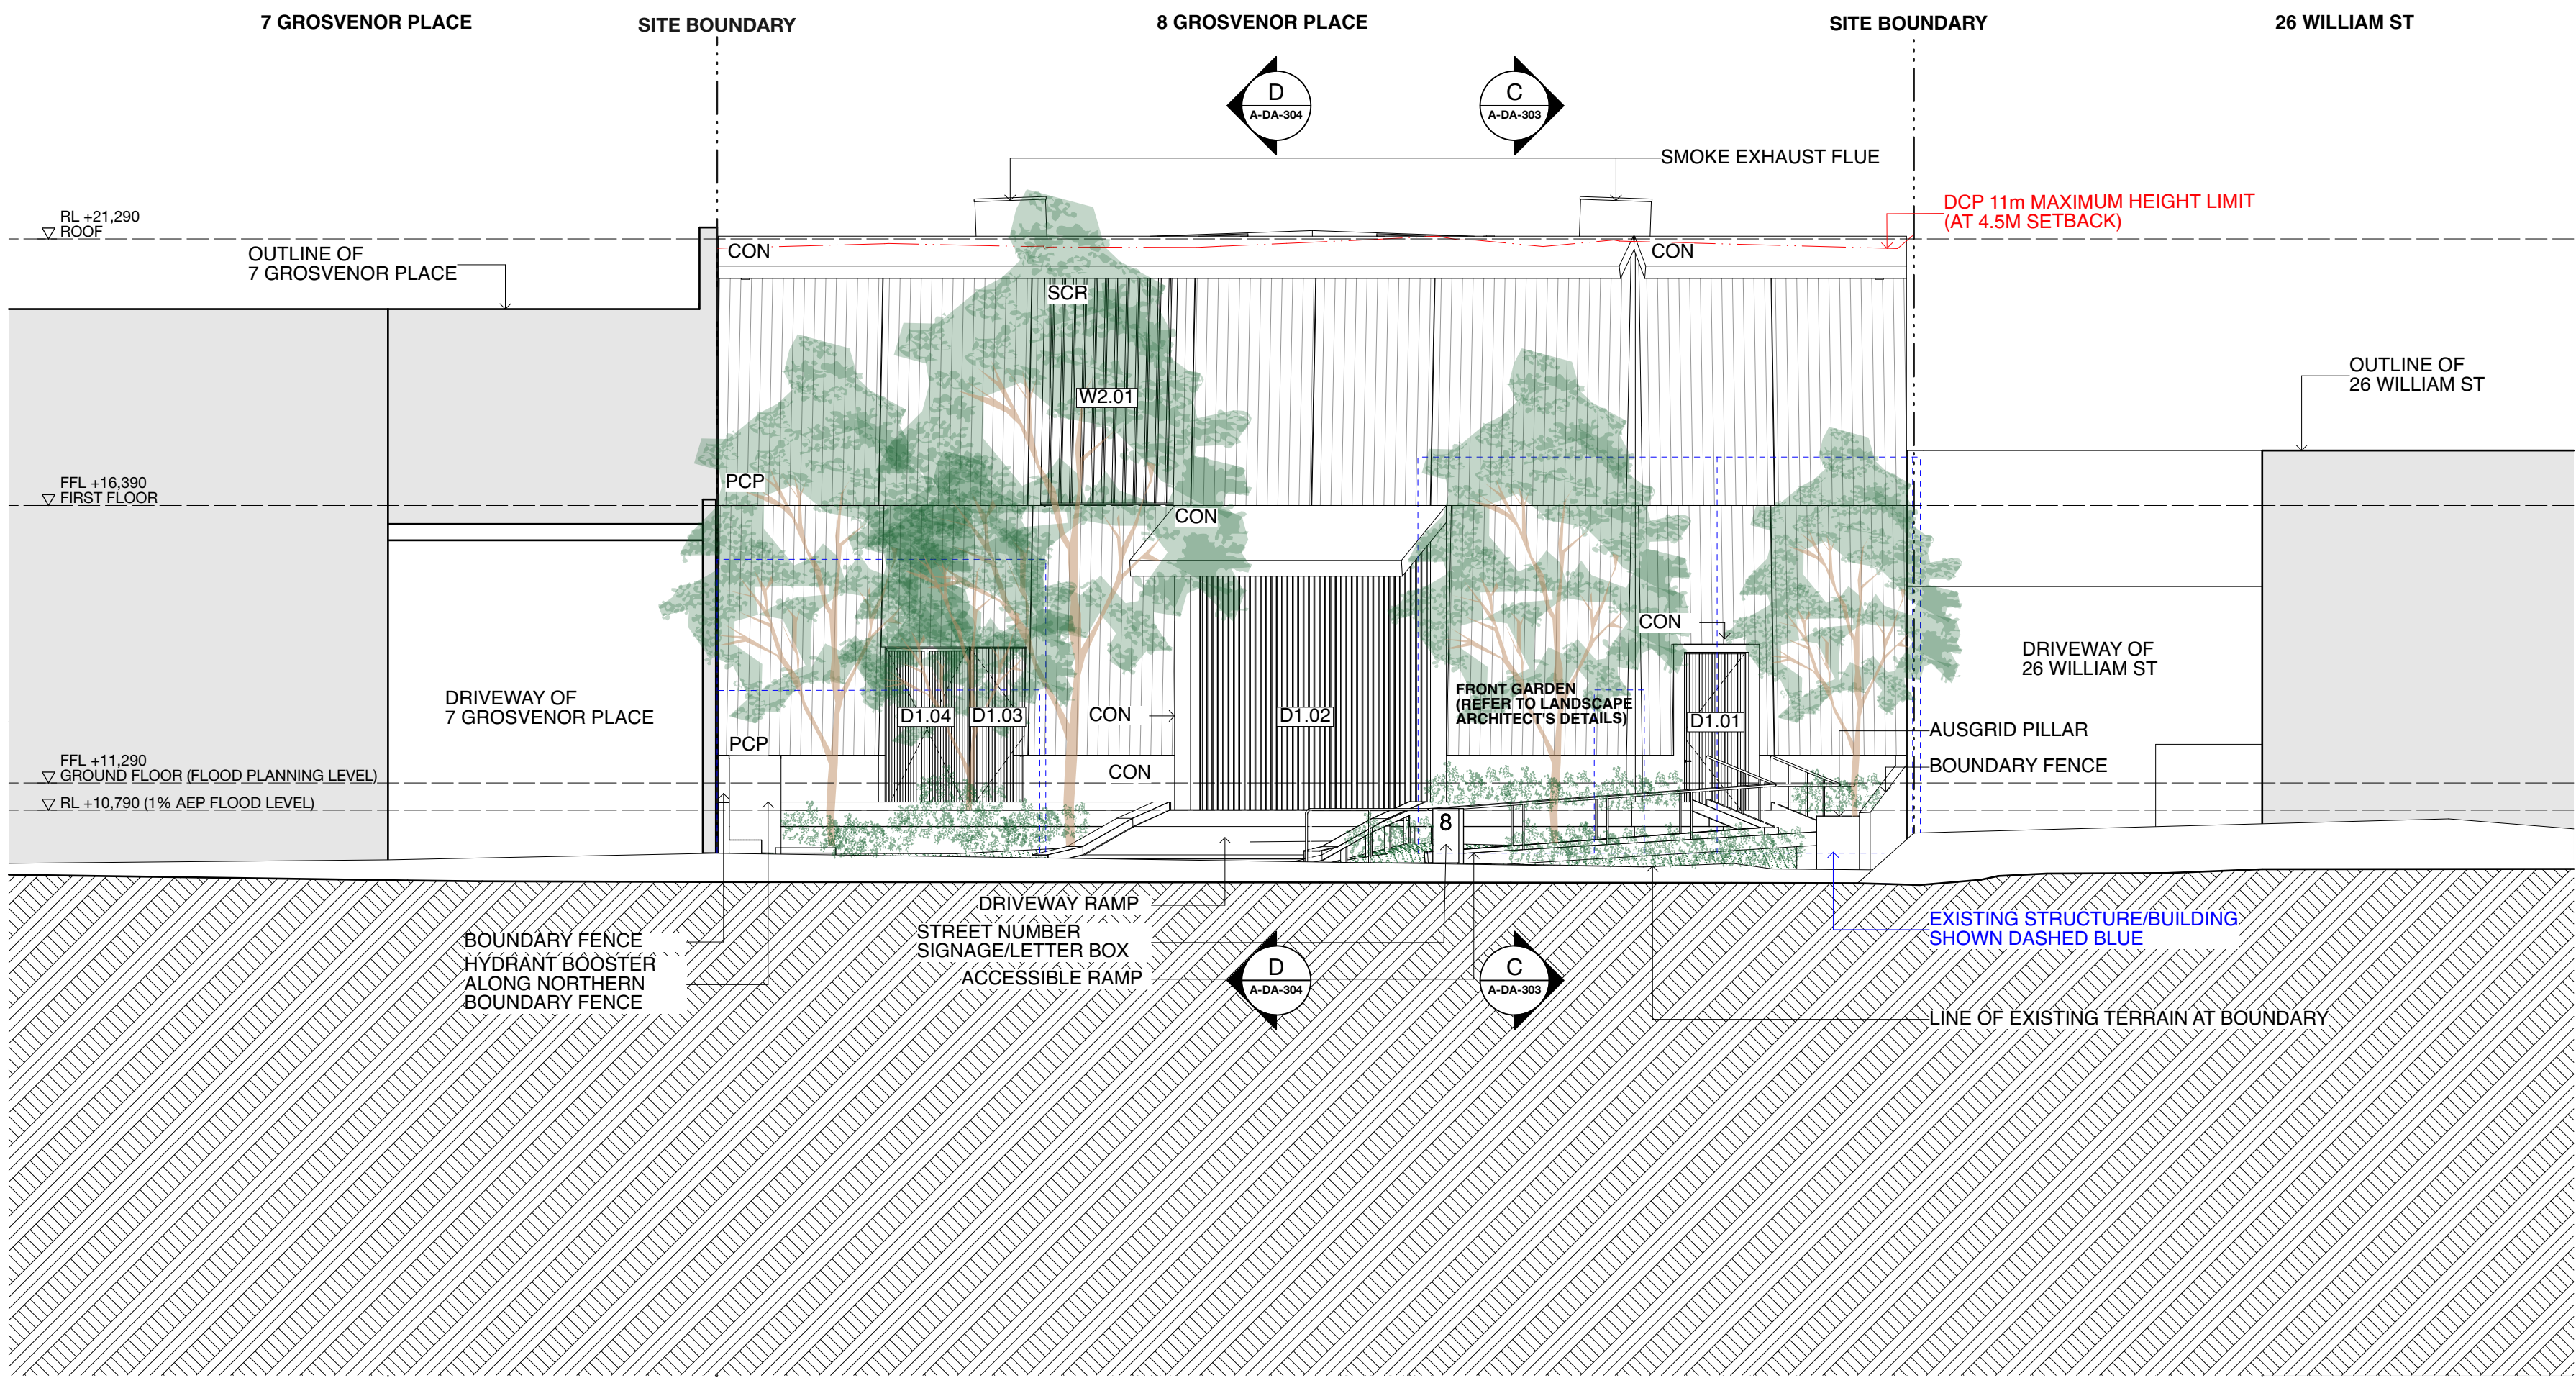 7 GROSVENOR PLACE
SITE BOUNDARY
8 GROSVENOR PLACE
SITE BOUNDARY
26 WILLIAM ST
D
A-DA-304
C
A-DA-303
SMOKE EXHAUST FLUE
DCP 11m MAXIMUM HEIGHT LIMIT
(AT 4.5M SETBACK)
RL +21,290
ROOF
OUTLINE OF
7 GROSVENOR PLACE
CON
CON
SCR
OUTLINE OF
26 WILLIAM ST
W2.01
PCP
FFL +16,390
FIRST FLOOR
CON
CON
DRIVEWAY OF
26 WILLIAM ST
DRIVEWAY OF
7 GROSVENOR PLACE
D1.04
D1.03
CON
D1.02
FRONT GARDEN
(REFER TO LANDSCAPE
ARCHITECT'S DETAILS)
D1.01
AUSGRID PILLAR
PCP
CON
BOUNDARY FENCE
FFL +11,290
GROUND FLOOR (FLOOD PLANNING LEVEL)
RL +10,790 (1% AEP FLOOD LEVEL)
8
DRIVEWAY RAMP
STREET NUMBER
SIGNAGE/LETTER BOX
ACCESSIBLE RAMP
BOUNDARY FENCE
HYDRANT BOOSTER
ALONG NORTHERN
BOUNDARY FENCE
EXISTING STRUCTURE/BUILDING
SHOWN DASHED BLUE
D
A-DA-304
C
A-DA-303
LINE OF EXISTING TERRAIN AT BOUNDARY